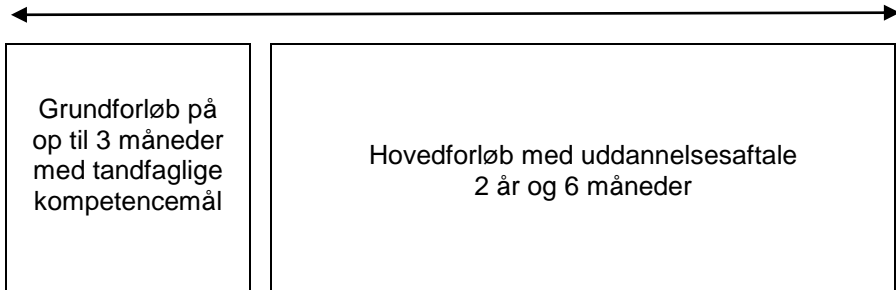 Grundforløb på
op til 3 måneder
med tandfaglige
kompetencemål
Hovedforløb med uddannelsesaftale
2 år og 6 måneder